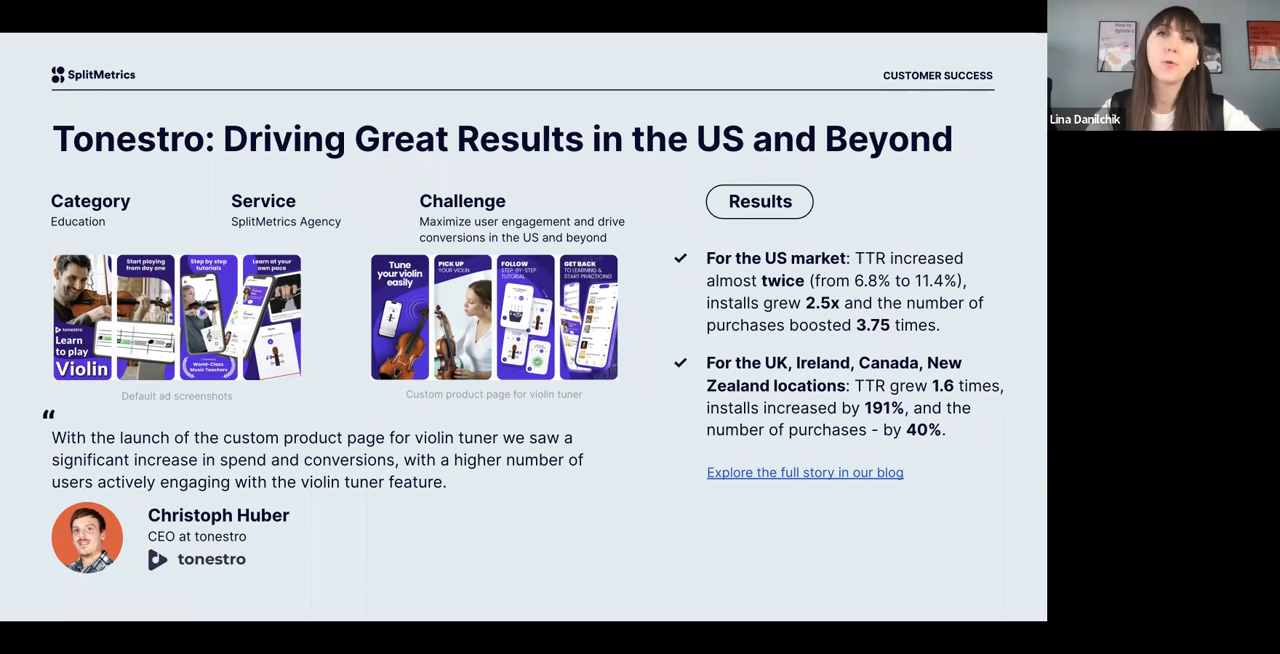 SplitMetrics
CUSTOMER SUCCESS
Tonestro: Driving Great Results in the US and Beyond
Category
Education
Service
SplitMetrics Agency
Challenge
Maximize user engagement and drive
conversions in the US and beyond
Start playing
from day one
Step by step
tutorials
Learn at your
own pace
tonestro
Learn
to play
Violin
World-Class
Music Teachers
Default ad screenshots
Tune
your violin
easily
PICK UP
YOUR VIOLIN
FOLLOW
STEP-BY-STEP
TUTORIAL
GET BACK
TO LEARNING &
START PRACTICING
Custom product page for violin tuner
“
With the launch of the custom product page for violin tuner we saw a
significant increase in spend and conversions, with a higher number of
users actively engaging with the violin tuner feature.
Christoph Huber
CEO at tonestro
tonestro
Results
For the US market: TTR increased
almost twice (from 6.8% to 11.4%),
installs grew 2.5x and the number of
purchases boosted 3.75 times.
For the UK, Ireland, Canada, New
Zealand locations: TTR grew 1.6 times,
installs increased by 191%, and the
number of purchases - by 40%.
Explore the full story in our blog
Lina Danilchik